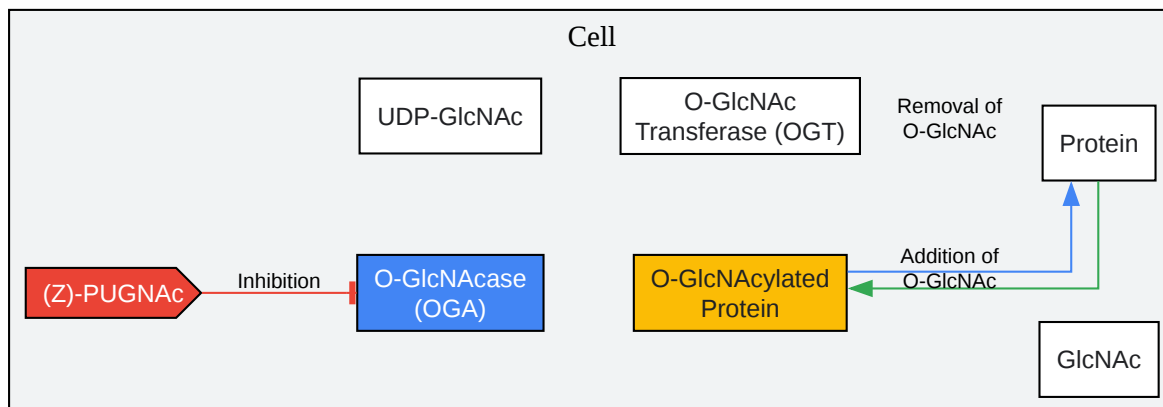 Cell
UDP-GlcNAc
O-GlcNAc
Transferase (OGT)
Removal of
O-GlcNAc
Protein
(Z)-PUGNAc
Inhibition
O-GlcNAcase
(OGA)
O-GlcNAcylated
Protein
Addition of
O-GlcNAc
GlcNAc